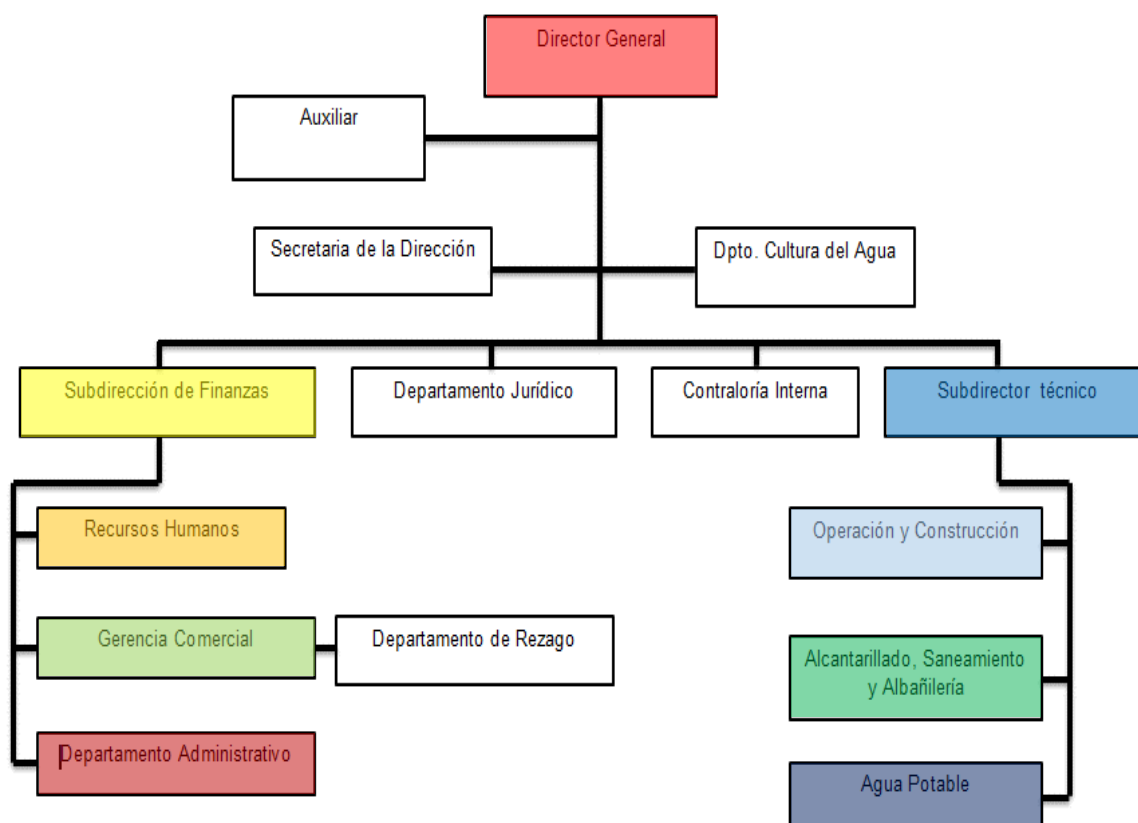 Director General
Auxiliar
Secretaria de la Dirección
Dpto. Cultura del Agua
Subdirección de Finanzas
Departamento Jurídico
Contraloría Interna
Subdirector técnico
Recursos Humanos
Operación y Construcción
Gerencia Comercial
Departamento de Rezago
Alcantarillado, Saneamiento
y Albañilería
Departamento Administrativo
Agua Potable